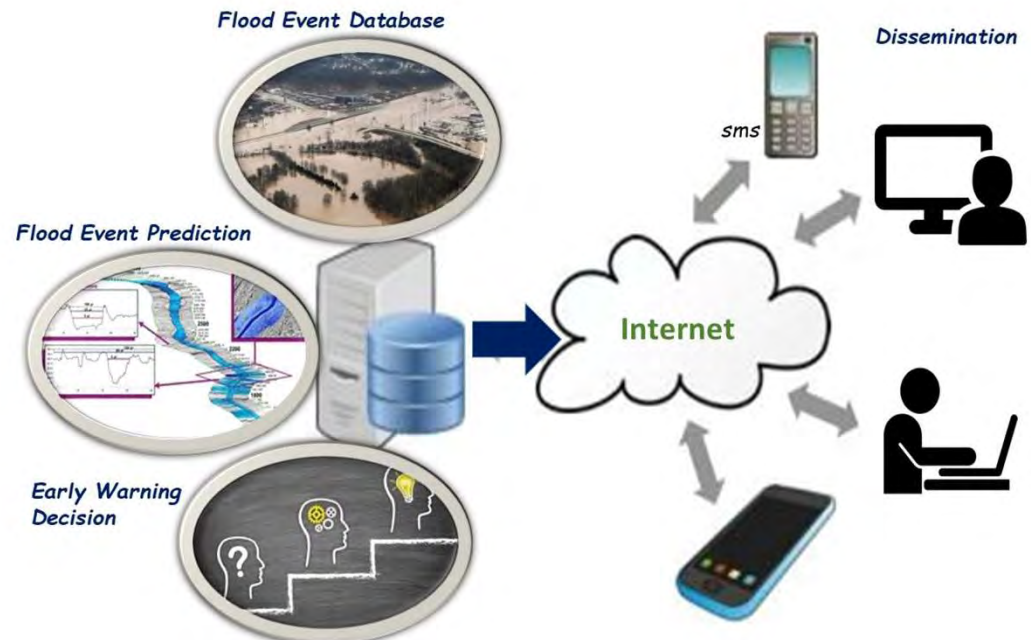 Flood Event Database
Dissemination
sms
Flood Event Prediction
Internet
Early Warning
Decision
?